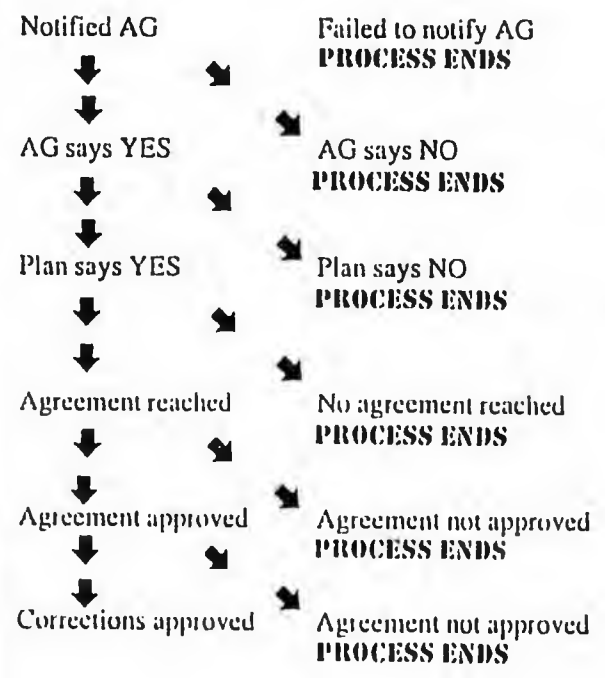 Notified AG
Failed to notify AG
PROCESS ENDS
AG says YES
AG says NO
PROCESS ENDS
Plan says YES
Plan says NO
PROCESS ENDS
Agreement reached
No agreement reached
PROCESS ENDS
Agreement approved
Agreement not approved
PROCESS ENDS
Corrections approved
Agreement not approved
PROCESS ENDS